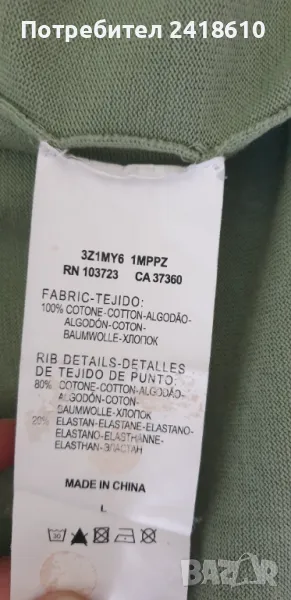 Потребител 2418610
3Z1MY6 1MPPZ
RN 103723 CA 37360
FABRIC-TEJIDO:
100% COTONE-COTTON-ALGODÃO-
ALGODÓN-COTON-
BAUMWOLLE-ХЛОПОК
RIB DETAILS-DETALLES
DE TEJIDO DE PUNTO:
80% COTONE-COTTON-ALGODÃO-
ALGODÓN-COTON-
BAUMWOLLE-ХЛОПОК
20% ELASTAN-ELASTANE-ELASTANO-
ELASTANO-ELASTHANNE-
ELASTHAN-ЭЛАСТАН
MADE IN CHINA
L
30
BAZAR